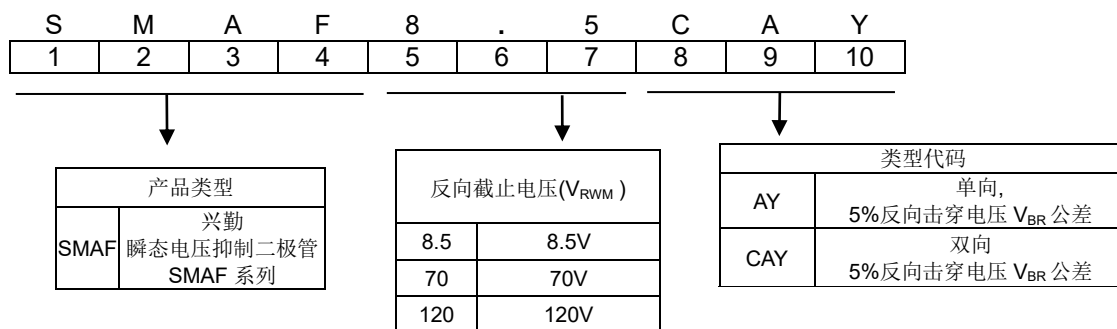 S M A F 8 . 5 C A Y
1 2 3 4 5 6 7 8 9 10
产品类型
SMAF
兴勤
瞬态电压抑制二极管
SMAF 系列
反向截止电压(VRWM )
8.5 8.5V
70 70V
120 120V
类型代码
AY
单向,
5%反向击穿电压 VBR 公差
CAY
双向
5%反向击穿电压 VBR 公差